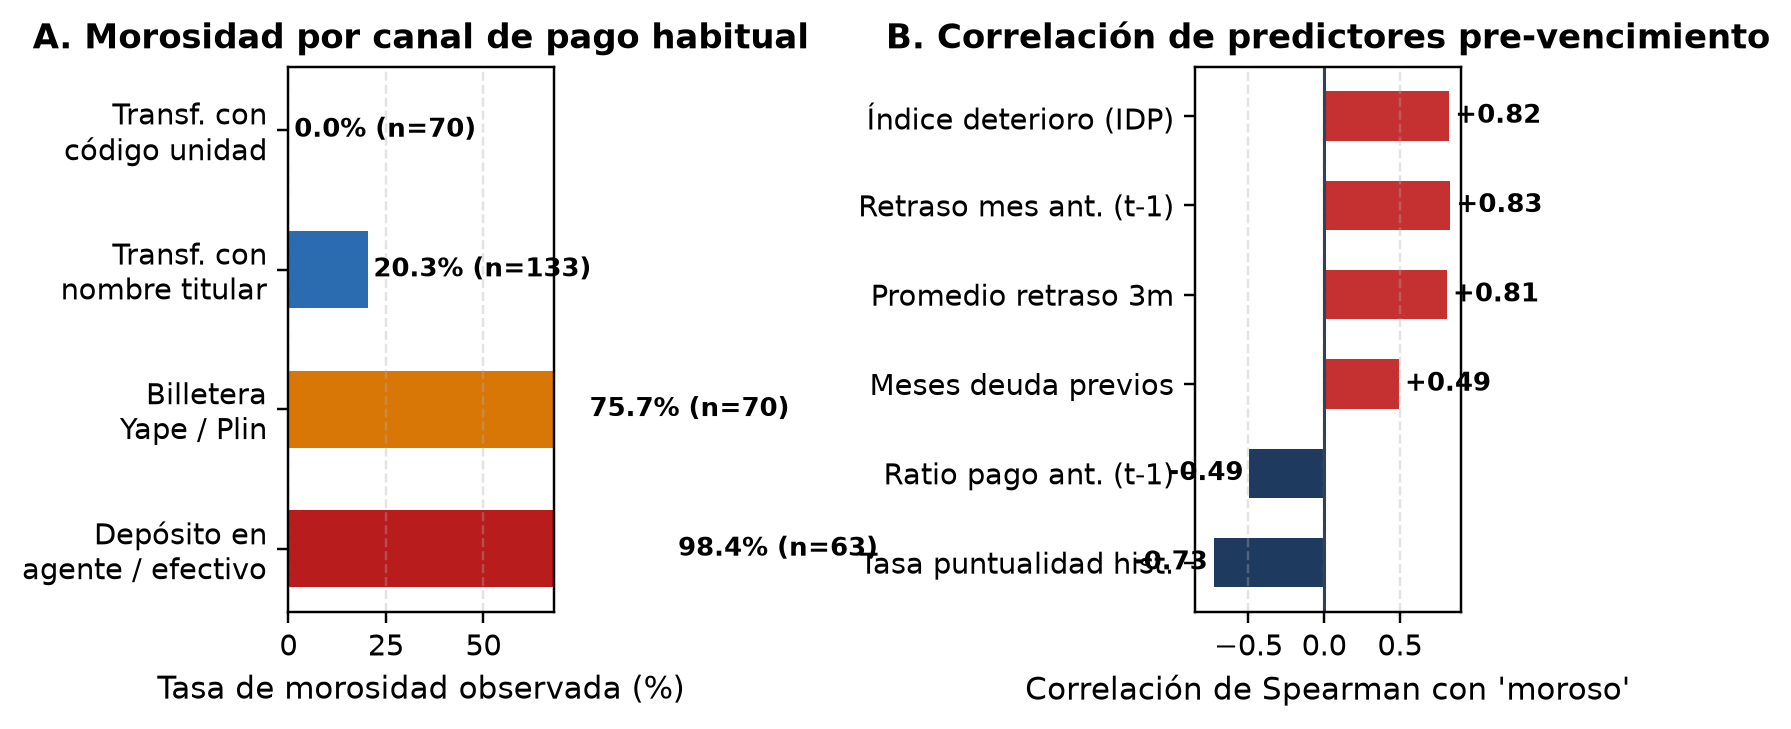 A. Morosidad por canal de pago habitual
Transf. con
código unidad
0.0% (n=70)
Transf. con
nombre titular
20.3% (n=133)
Billetera
Yape / Plin
75.7% (n=70)
Depósito en
agente / efectivo
98.4% (n=63)
0 25 50
Tasa de morosidad observada (%)
B. Correlación de predictores pre-vencimiento
Índice deterioro (IDP)
+0.82
Retraso mes ant. (t-1)
+0.83
Promedio retraso 3m
+0.81
Meses deuda previos
+0.49
Ratio pago ant. (t-1)
-0.49
Tasa puntualidad hist.
-0.73
−0.5 0.0 0.5
Correlación de Spearman con 'moroso'